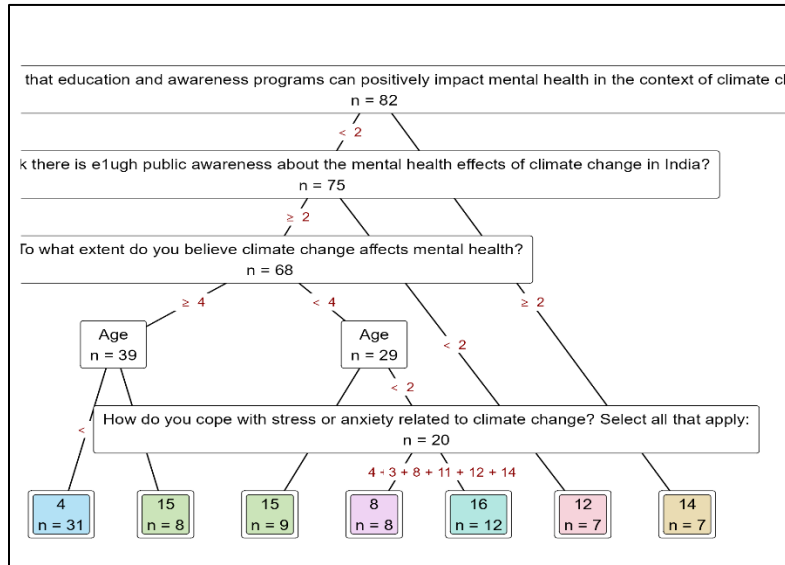 that education and awareness programs can positively impact mental health in the context of climate cl
n = 82
< 2
k there is e1ugh public awareness about the mental health effects of climate change in India?
n = 75
≥ 2
To what extent do you believe climate change affects mental health?
n = 68
≥ 4
< 4
≥ 2
Age
n = 39
Age
n = 29
< 2
< 2
<
How do you cope with stress or anxiety related to climate change? Select all that apply:
n = 20
4 + 3 + 8 + 11 + 12 + 14
4
n = 31
15
n = 8
15
n = 9
8
n = 8
16
n = 12
12
n = 7
14
n = 7